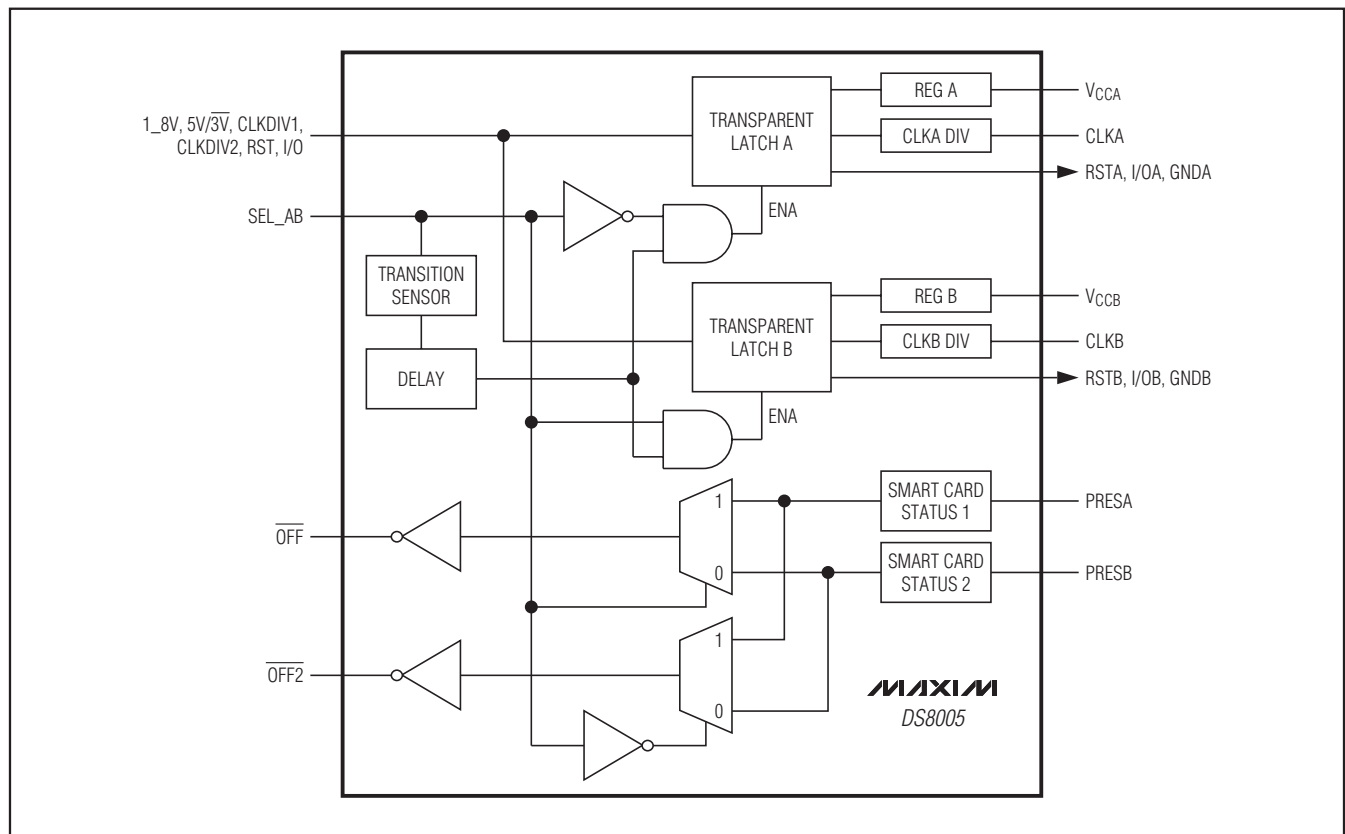 1_8V, 5V/3V̅, CLKDIV1,
CLKDIV2, RST, I/O
SEL_AB
TRANSITION
SENSOR
DELAY
TRANSPARENT
LATCH A
ENA
REG A
CLKA DIV
VCCA
CLKA
RSTA, I/OA, GNDA
TRANSPARENT
LATCH B
ENA
REG B
CLKB DIV
VCCB
CLKB
RSTB, I/OB, GNDB
O̅F̅F̅
1
0
SMART CARD
STATUS 1
PRESA
SMART CARD
STATUS 2
PRESB
O̅F̅F̅2̅
1
0
MAXIM
DS8005